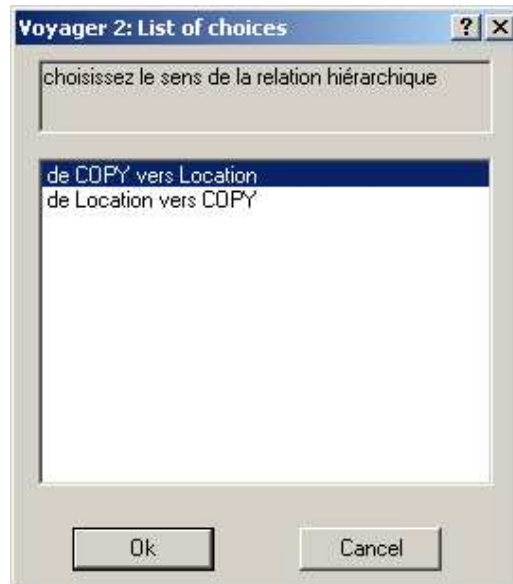 Voyager 2: List of choices
choisissez le sens de la relation hiérarchique
de COPY vers Location
de Location vers COPY
Ok
Cancel